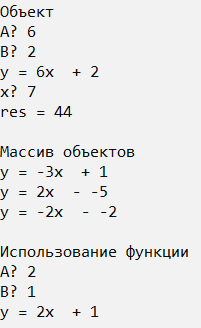 Объект
A? 6
B? 2
y = 6x  + 2
x? 7
res = 44
Массив объектов
y = -3x  + 1
y = 2x  - -5
y = -2x  - -2
Использование функции
A? 2
B? 1
y = 2x  + 1